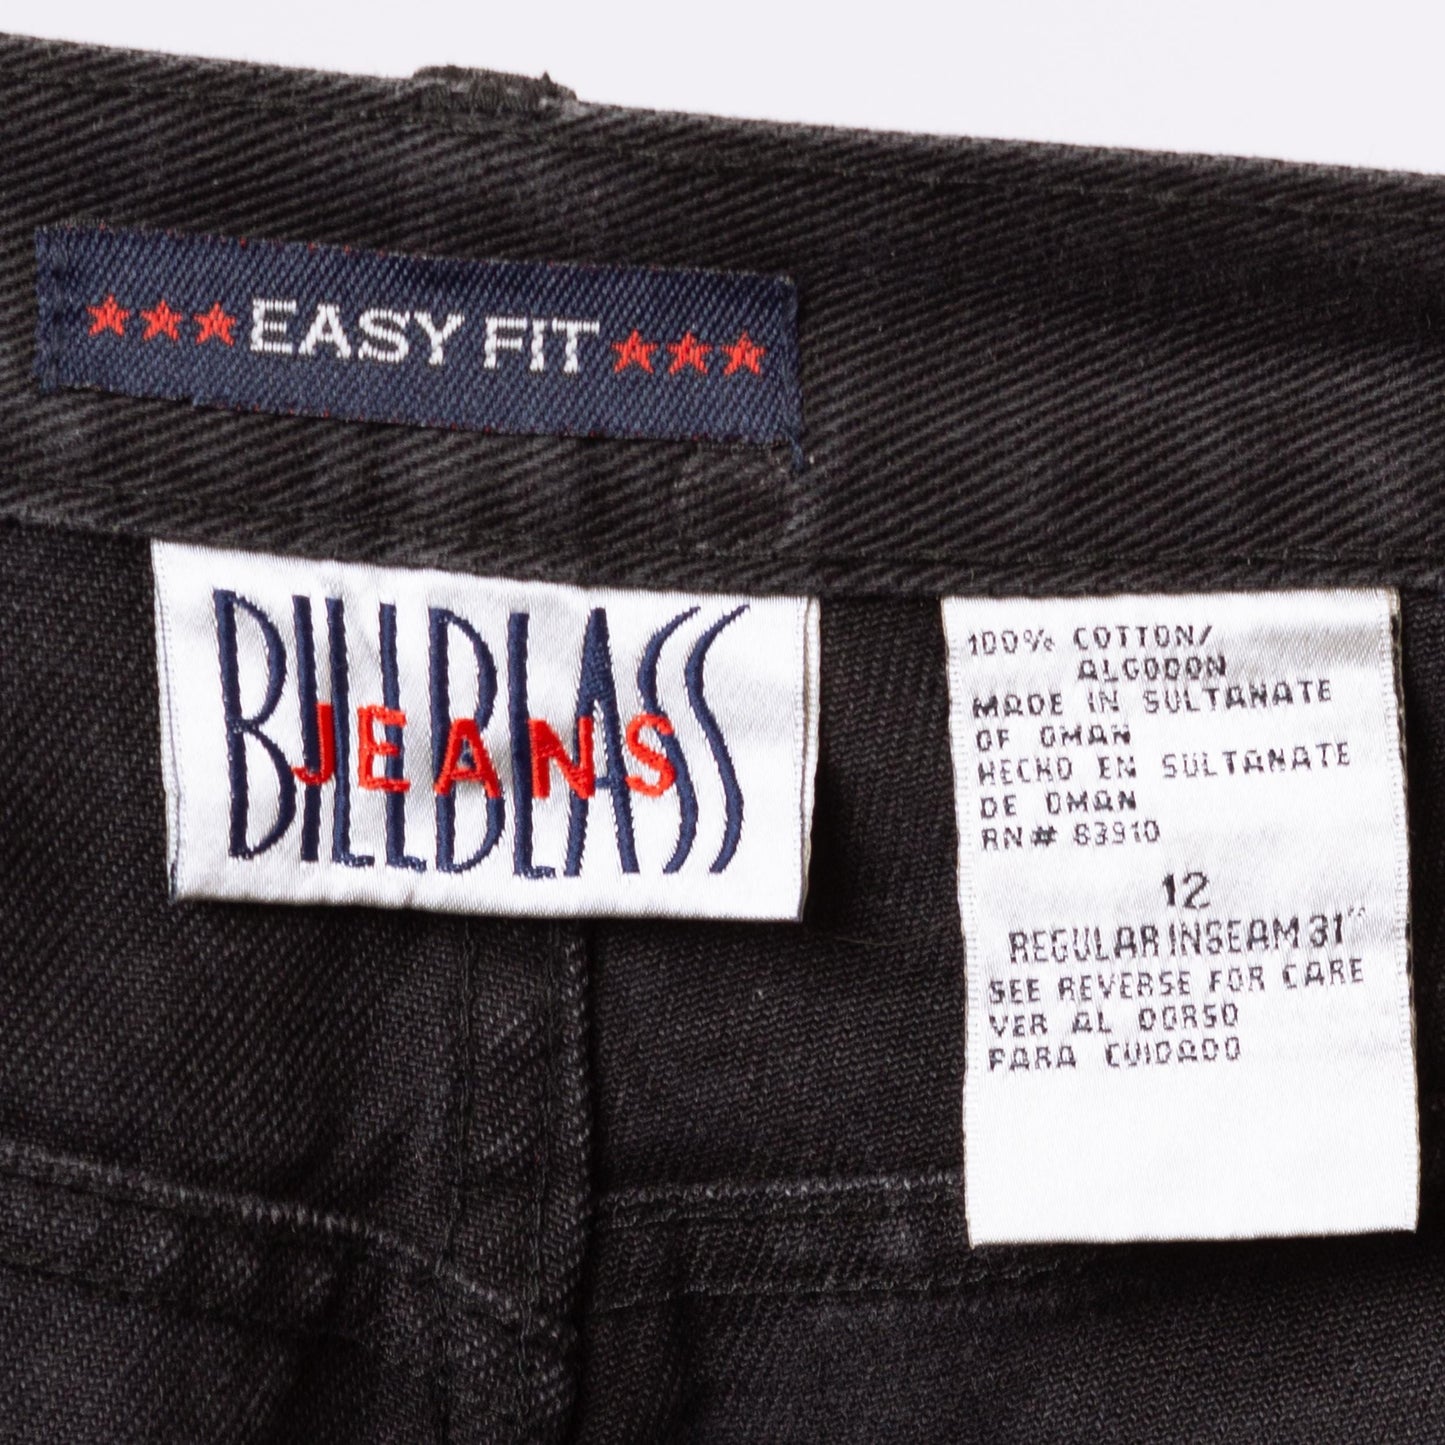 ★★★EASY FIT★★★
BILLBLASS
JEANS
100% COTTON/
ALGODON
MADE IN SULTANATE
OF OMAN
HECHO EN SULTANATE
DE OMAN
RN# 83910
12
REGULAR INSEAM 31"
SEE REVERSE FOR CARE
VER AL DORSO
PARA CUIDADO